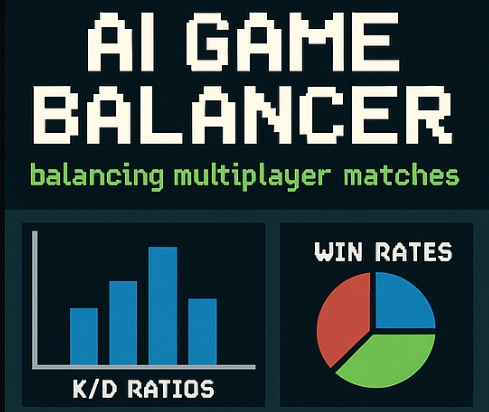 AI GAME
BALANCER
balancing multiplayer matches
K/D RATIOS
WIN RATES